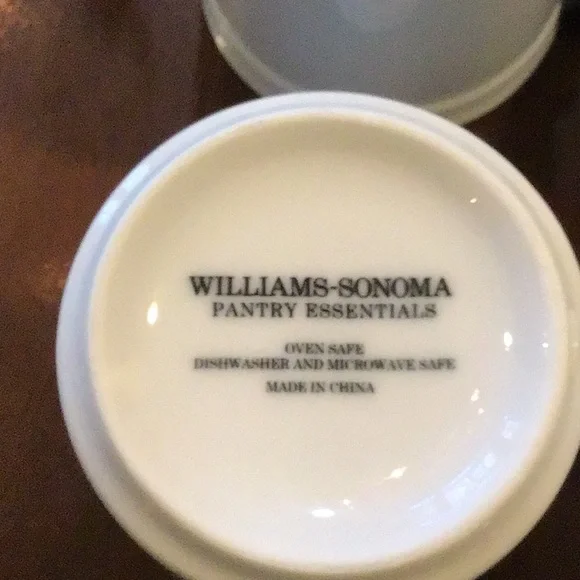 WILLIAMS-SONOMA
PANTRY ESSENTIALS
OVEN SAFE
DISHWASHER AND MICROWAVE SAFE
MADE IN CHINA